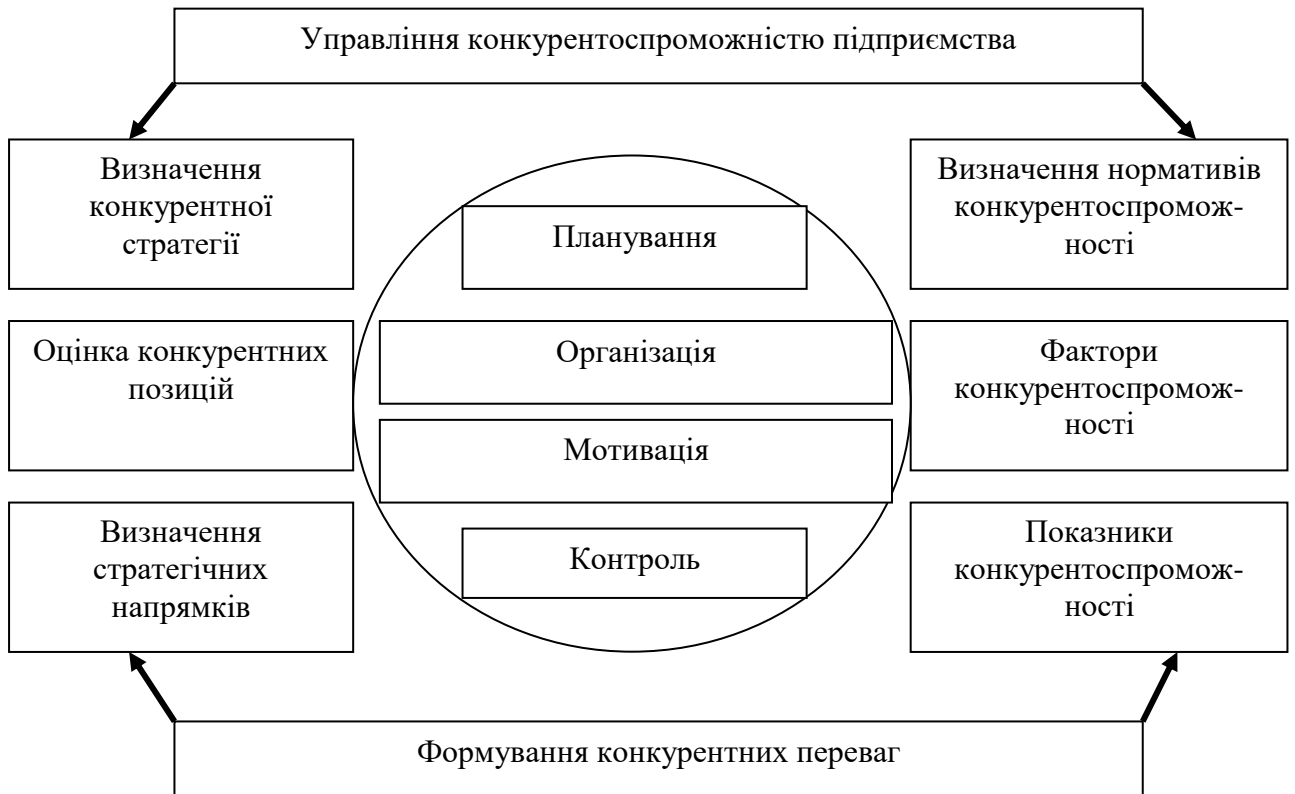 Управління конкурентоспроможністю підприємства
Визначення
конкурентної
стратегії
Планування
Визначення нормативів
конкурентоспромож-
ності
Оцінка конкурентних
позицій
Організація
Фактори
конкурентоспромож-
ності
Мотивація
Визначення
стратегічних
напрямків
Контроль
Показники
конкурентоспромож-
ності
Формування конкурентних переваг